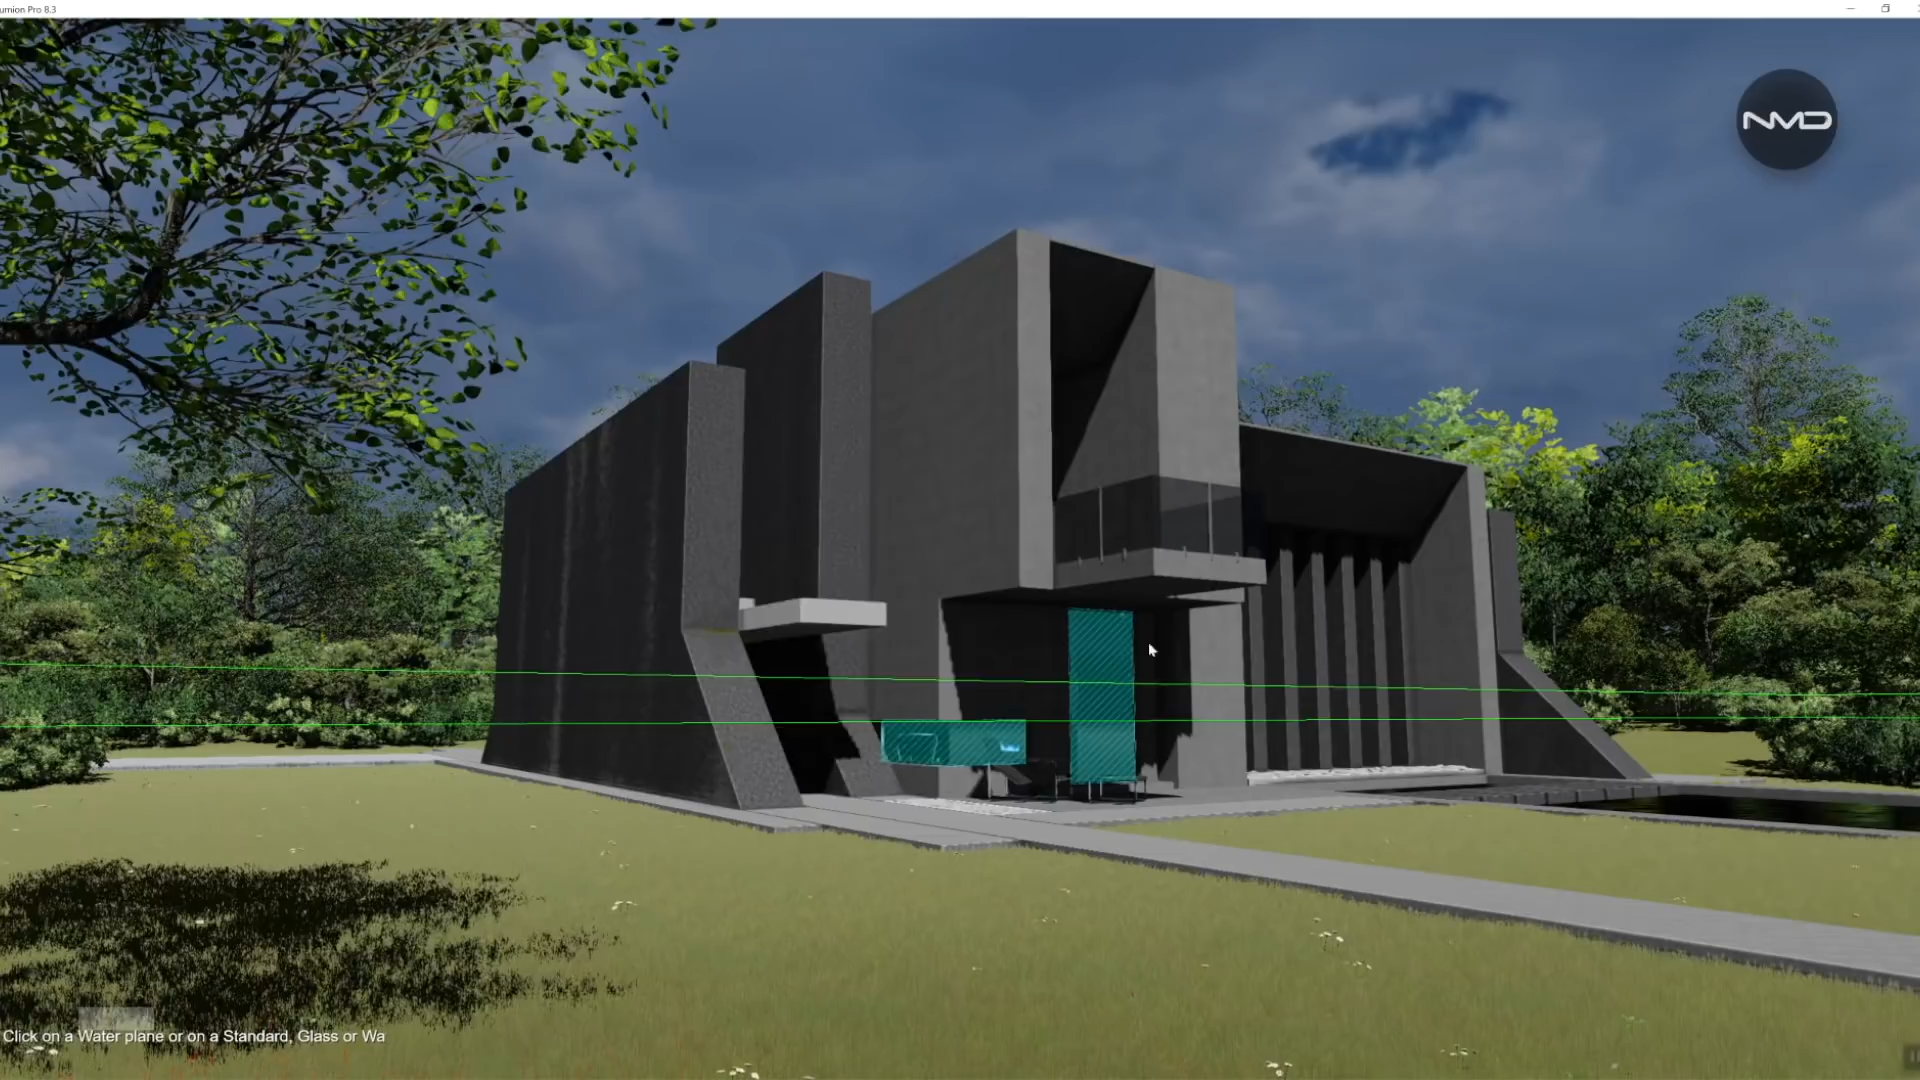 umion Pro 8.3
NMD
Click on a Water plane or on a Standard, Glass or Wa